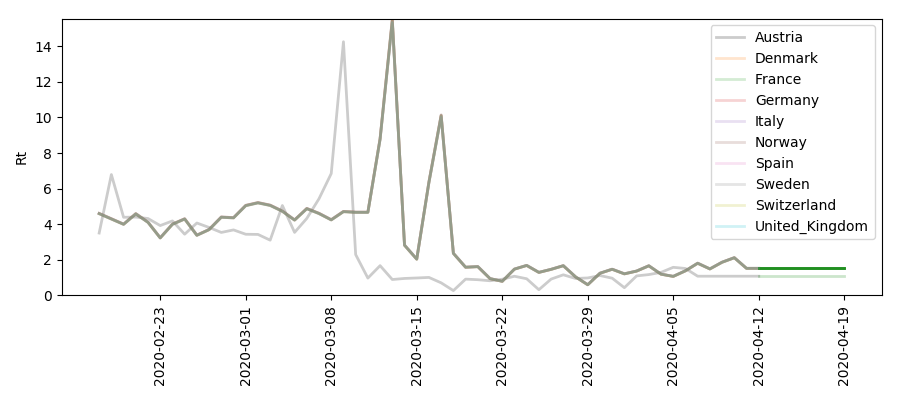 Rt
14
12
10
8
6
4
2
0
2020-02-23
2020-03-01
2020-03-08
2020-03-15
2020-03-22
2020-03-29
2020-04-05
2020-04-12
2020-04-19
Austria
Denmark
France
Germany
Italy
Norway
Spain
Sweden
Switzerland
United_Kingdom